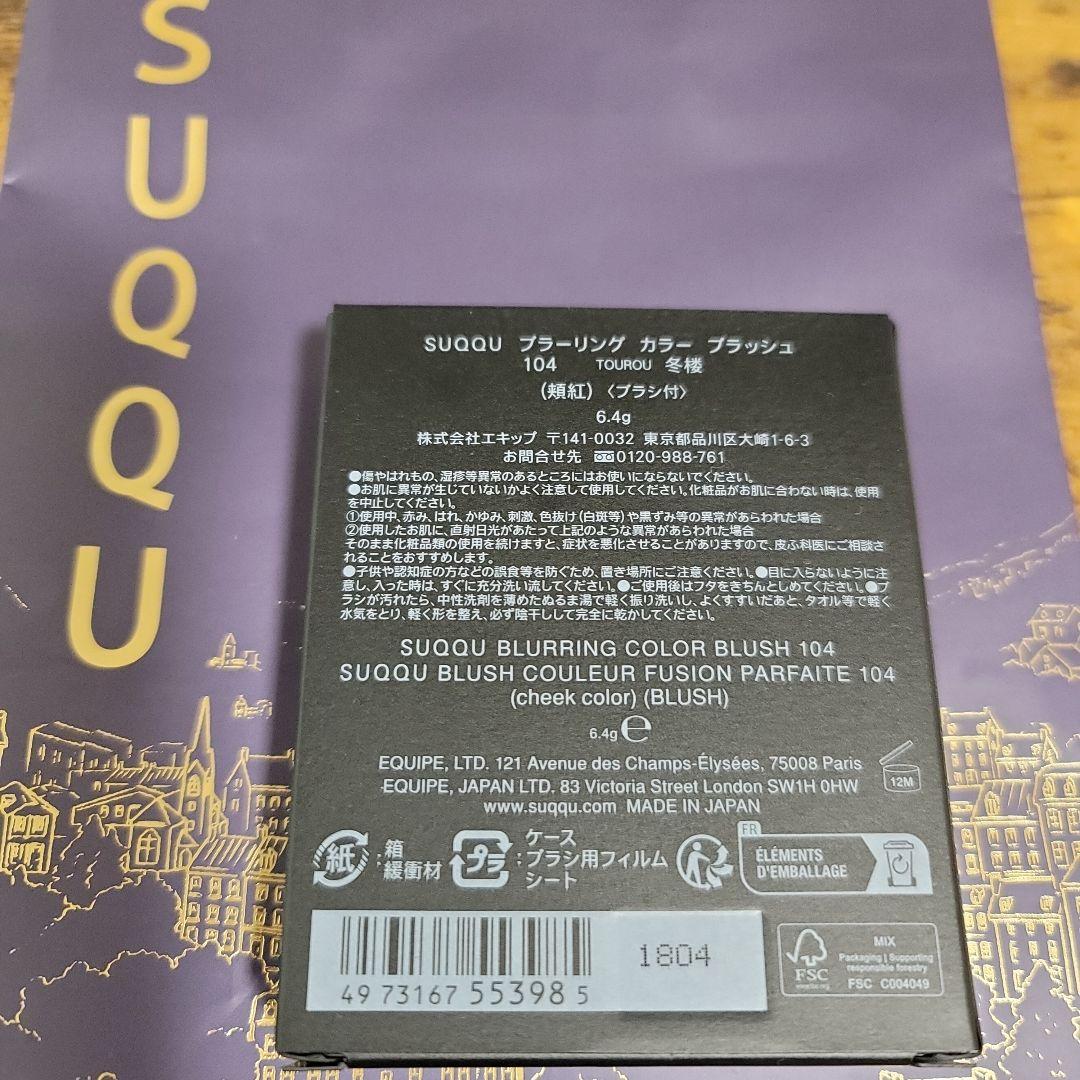 SUQQU
SUQQU ブラーリング カラー ブラッシュ
104 TOUROU 冬楼
（頬紅）〈ブラシ付〉
6.4g
株式会社エキップ 〒141-0032 東京都品川区大崎1-6-3
お問合せ先 0120-988-761
●傷やはれもの、湿疹等異常のあるところにはお使いにならないでください。
●お肌に異常が生じていないかよく注意して使用してください。化粧品がお肌に合わない時は、使用
を中止してください。
①使用中、赤み、はれ、かゆみ、刺激、色抜け（白斑等）や黒ずみ等の異常があらわれた場合
②使用したお肌に、直射日光があたって上記のような異常があらわれた場合
そのまま化粧品類の使用を続けますと、症状を悪化させることがありますので、皮ふ科医にご相談さ
れることをおすすめします。
●子供や認知症の方などの誤食等を防ぐため、置き場所にご注意ください。●目に入らないように注
意し、入った時は、すぐに充分洗い流してください。●ご使用後はフタをきちんとしめてください。●ブ
ラシが汚れたら、中性洗剤を薄めたぬるま湯で軽く振り洗いし、よくすすいだあと、タオル等で軽く
水気をとり、軽く形を整え、必ず陰干しして完全に乾かしてください。
SUQQU BLURRING COLOR BLUSH 104
SUQQU BLUSH COULEUR FUSION PARFAITE 104
(cheek color) (BLUSH)
6.4g ℮
EQUIPE, LTD. 121 Avenue des Champs-Élysées, 75008 Paris
EQUIPE, JAPAN LTD. 83 Victoria Street London SW1H 0HW
www.suqqu.com MADE IN JAPAN
12M
紙：箱
緩衝材
プラ：ケース
ブラシ用フィルム
シート
FR
ÉLÉMENTS
D'EMBALLAGE
4973167553985
1804
FSC
MIX
Packaging | Supporting
responsible forestry
FSC C004049